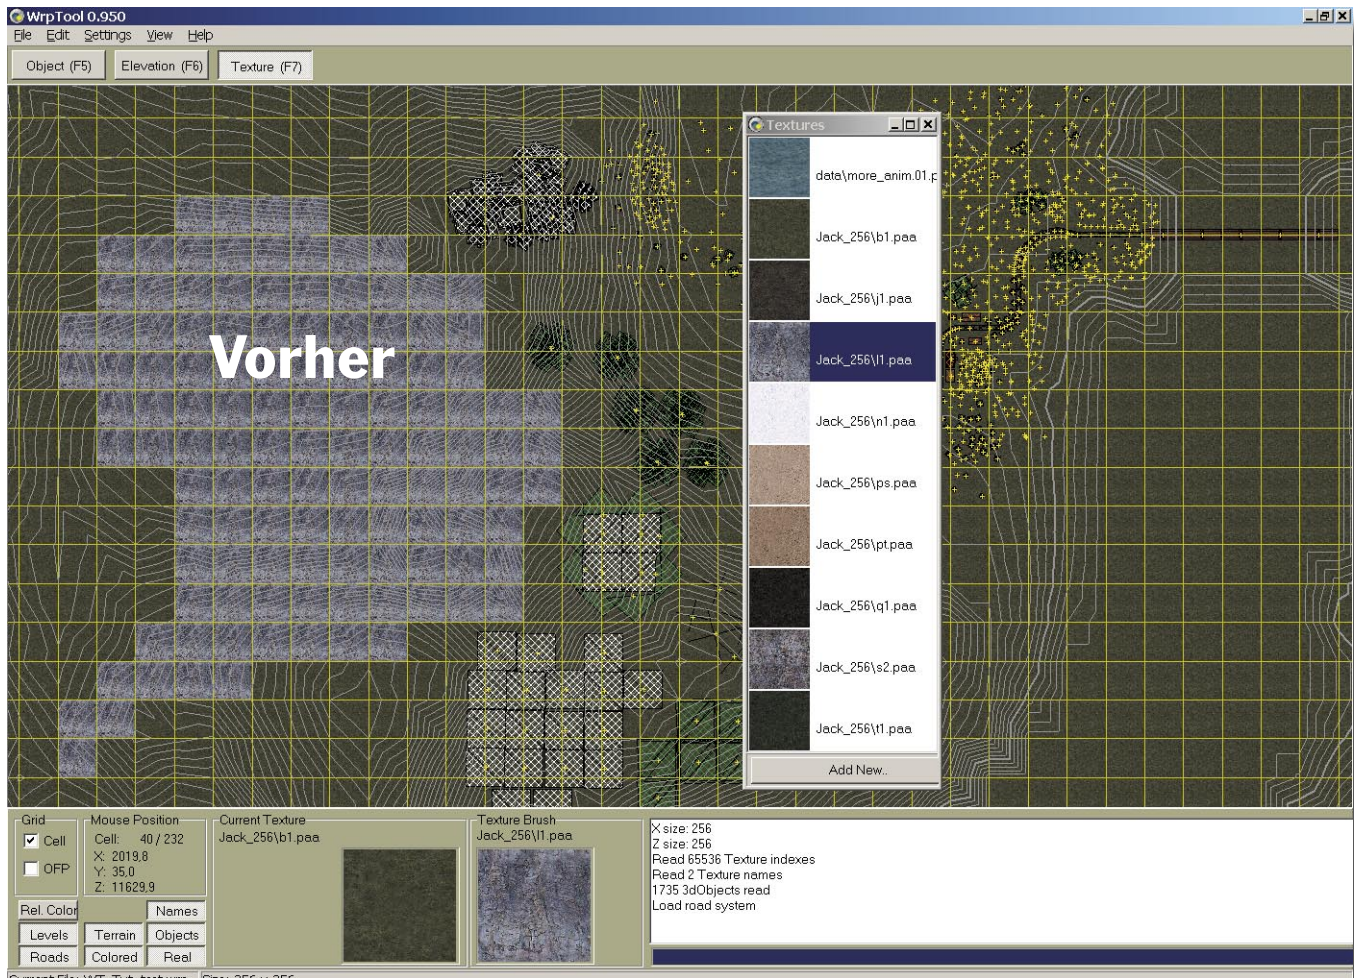 WrpTool 0.950
File Edit Settings View Help
Object (F5) Elevation (F6) Texture (F7)
Vorher
Textures
data\more_anim.01.p
Jack_256\b1.paa
Jack_256\j1.paa
Jack_256\l1.paa
Jack_256\n1.paa
Jack_256\ps.paa
Jack_256\pt.paa
Jack_256\q1.paa
Jack_256\s2.paa
Jack_256\t1.paa
Add New..
Grid
Cell
OFP
Mouse Position
Cell: 40 / 232
X: 2019,8
Y: 35,0
Z: 11629,9
Rel. Color Names
Levels Terrain Objects
Roads Colored Real
Current Texture
Jack_256\b1.paa
Texture Brush
Jack_256\l1.paa
X size: 256
Z size: 256
Read 65536 Texture indexes
Read 2 Texture names
1735 3dObjects read
Load road system